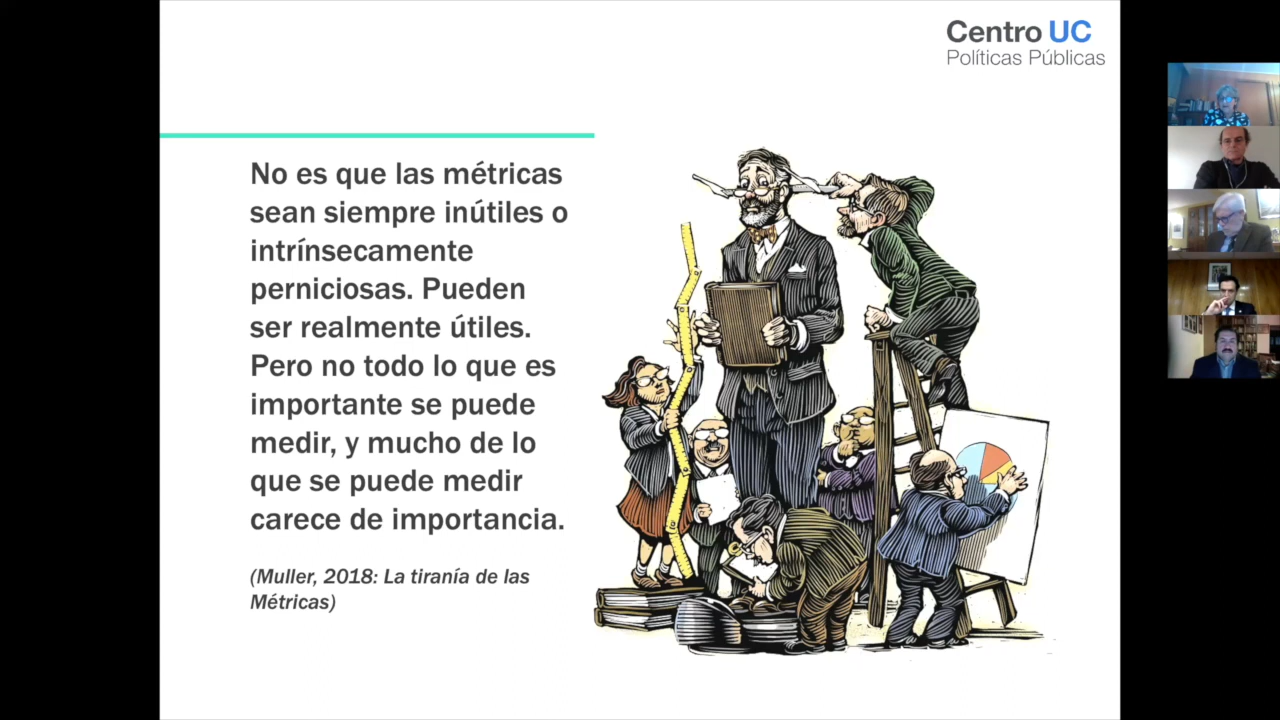 Centro UC
Políticas Públicas
No es que las métricas
sean siempre inútiles o
intrínsecamente
perniciosas. Pueden
ser realmente útiles.
Pero no todo lo que es
importante se puede
medir, y mucho de lo
que se puede medir
carece de importancia.
(Muller, 2018: La tiranía de las
Métricas)